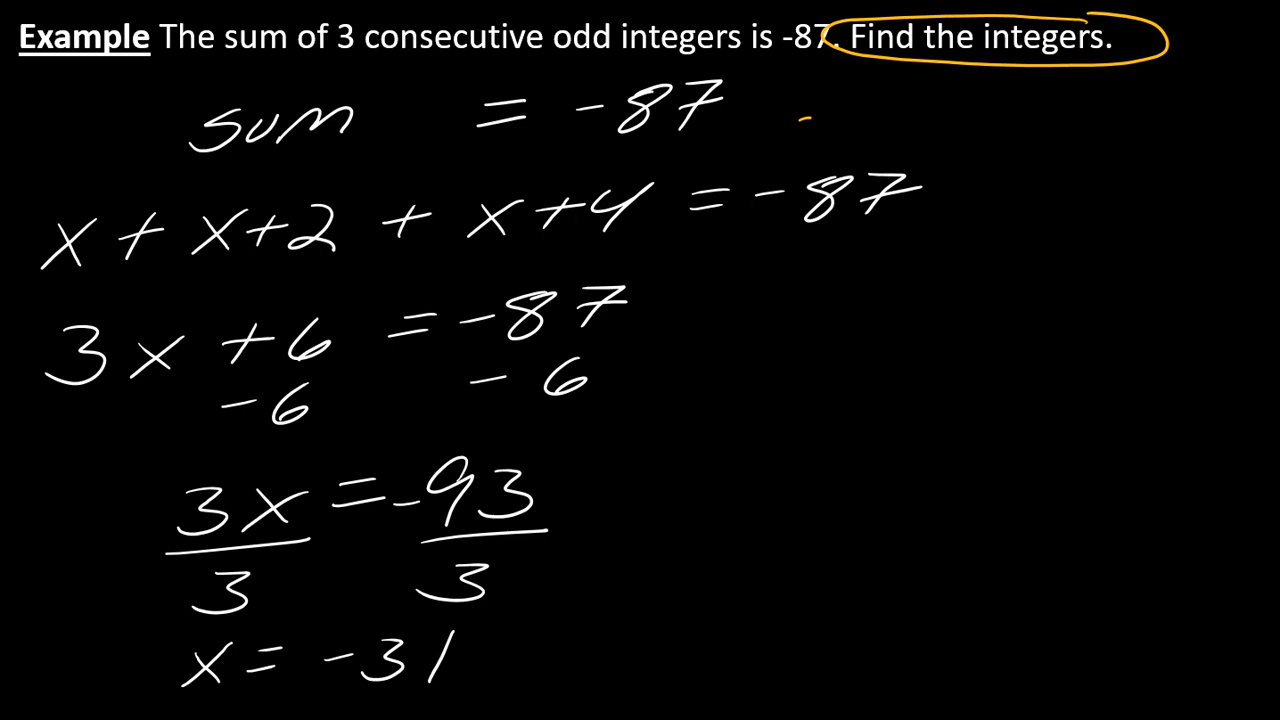 Example The sum of 3 consecutive odd integers is -87. Find the integers.
sum = -87
x + x+2 + x+4 = -87
3x +6 = -87
-6 - 6
3x = -93
3 3
x = -31